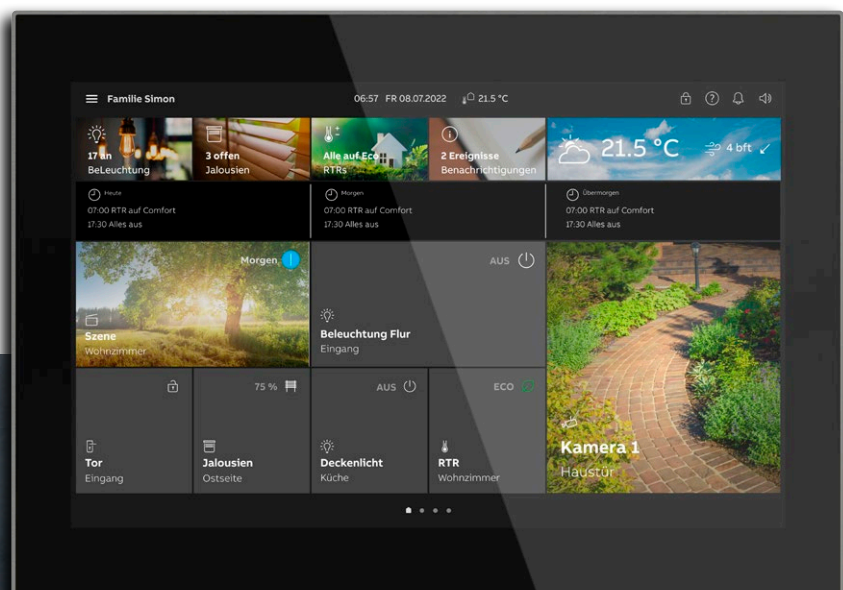 Familie Simon
06:57 FR 08.07.2022 21.5 °C
17 an
BeLeuchtung
3 offen
Jalousien
Alle auf Eco
RTRs
2 Ereignisse
Benachrichtigungen
21.5 °C
4 bft
Heute
07:00 RTR auf Comfort
17:30 Alles aus
Morgen
07:00 RTR auf Comfort
17:30 Alles aus
Übermorgen
07:00 RTR auf Comfort
17:30 Alles aus
Morgen
Szene
Wohnzimmer
AUS
Beleuchtung Flur
Eingang
Kamera 1
Haustür
Tor
Eingang
75 %
Jalousien
Ostseite
AUS
Deckenlicht
Küche
ECO
RTR
Wohnzimmer